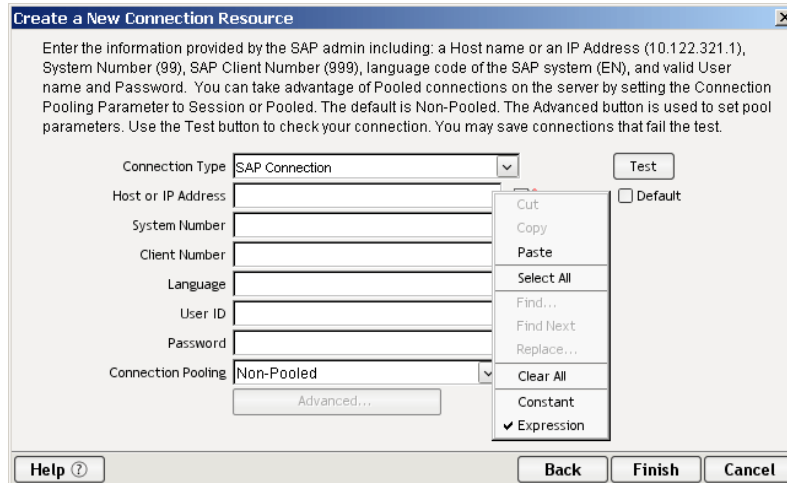 Create a New Connection Resource
Enter the information provided by the SAP admin including: a Host name or an IP Address (10.122.321.1),
System Number (99), SAP Client Number (999), language code of the SAP system (EN), and valid User
name and Password.  You can take advantage of Pooled connections on the server by setting the Connection
Pooling Parameter to Session or Pooled. The default is Non-Pooled. The Advanced button is used to set pool
parameters. Use the Test button to check your connection. You may save connections that fail the test.
Connection Type SAP Connection Test
Host or IP Address Default
System Number
Client Number
Language
User ID
Password
Connection Pooling Non-Pooled
Advanced...
Cut
Copy
Paste
Select All
Find...
Find Next
Replace...
Clear All
Constant
✔ Expression
Help ? Back Finish Cancel